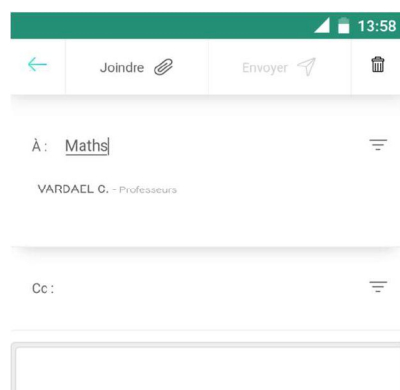 13:58
Joindre Envoyer
À : Maths
VARDAEL C. - Professeurs
Cc :